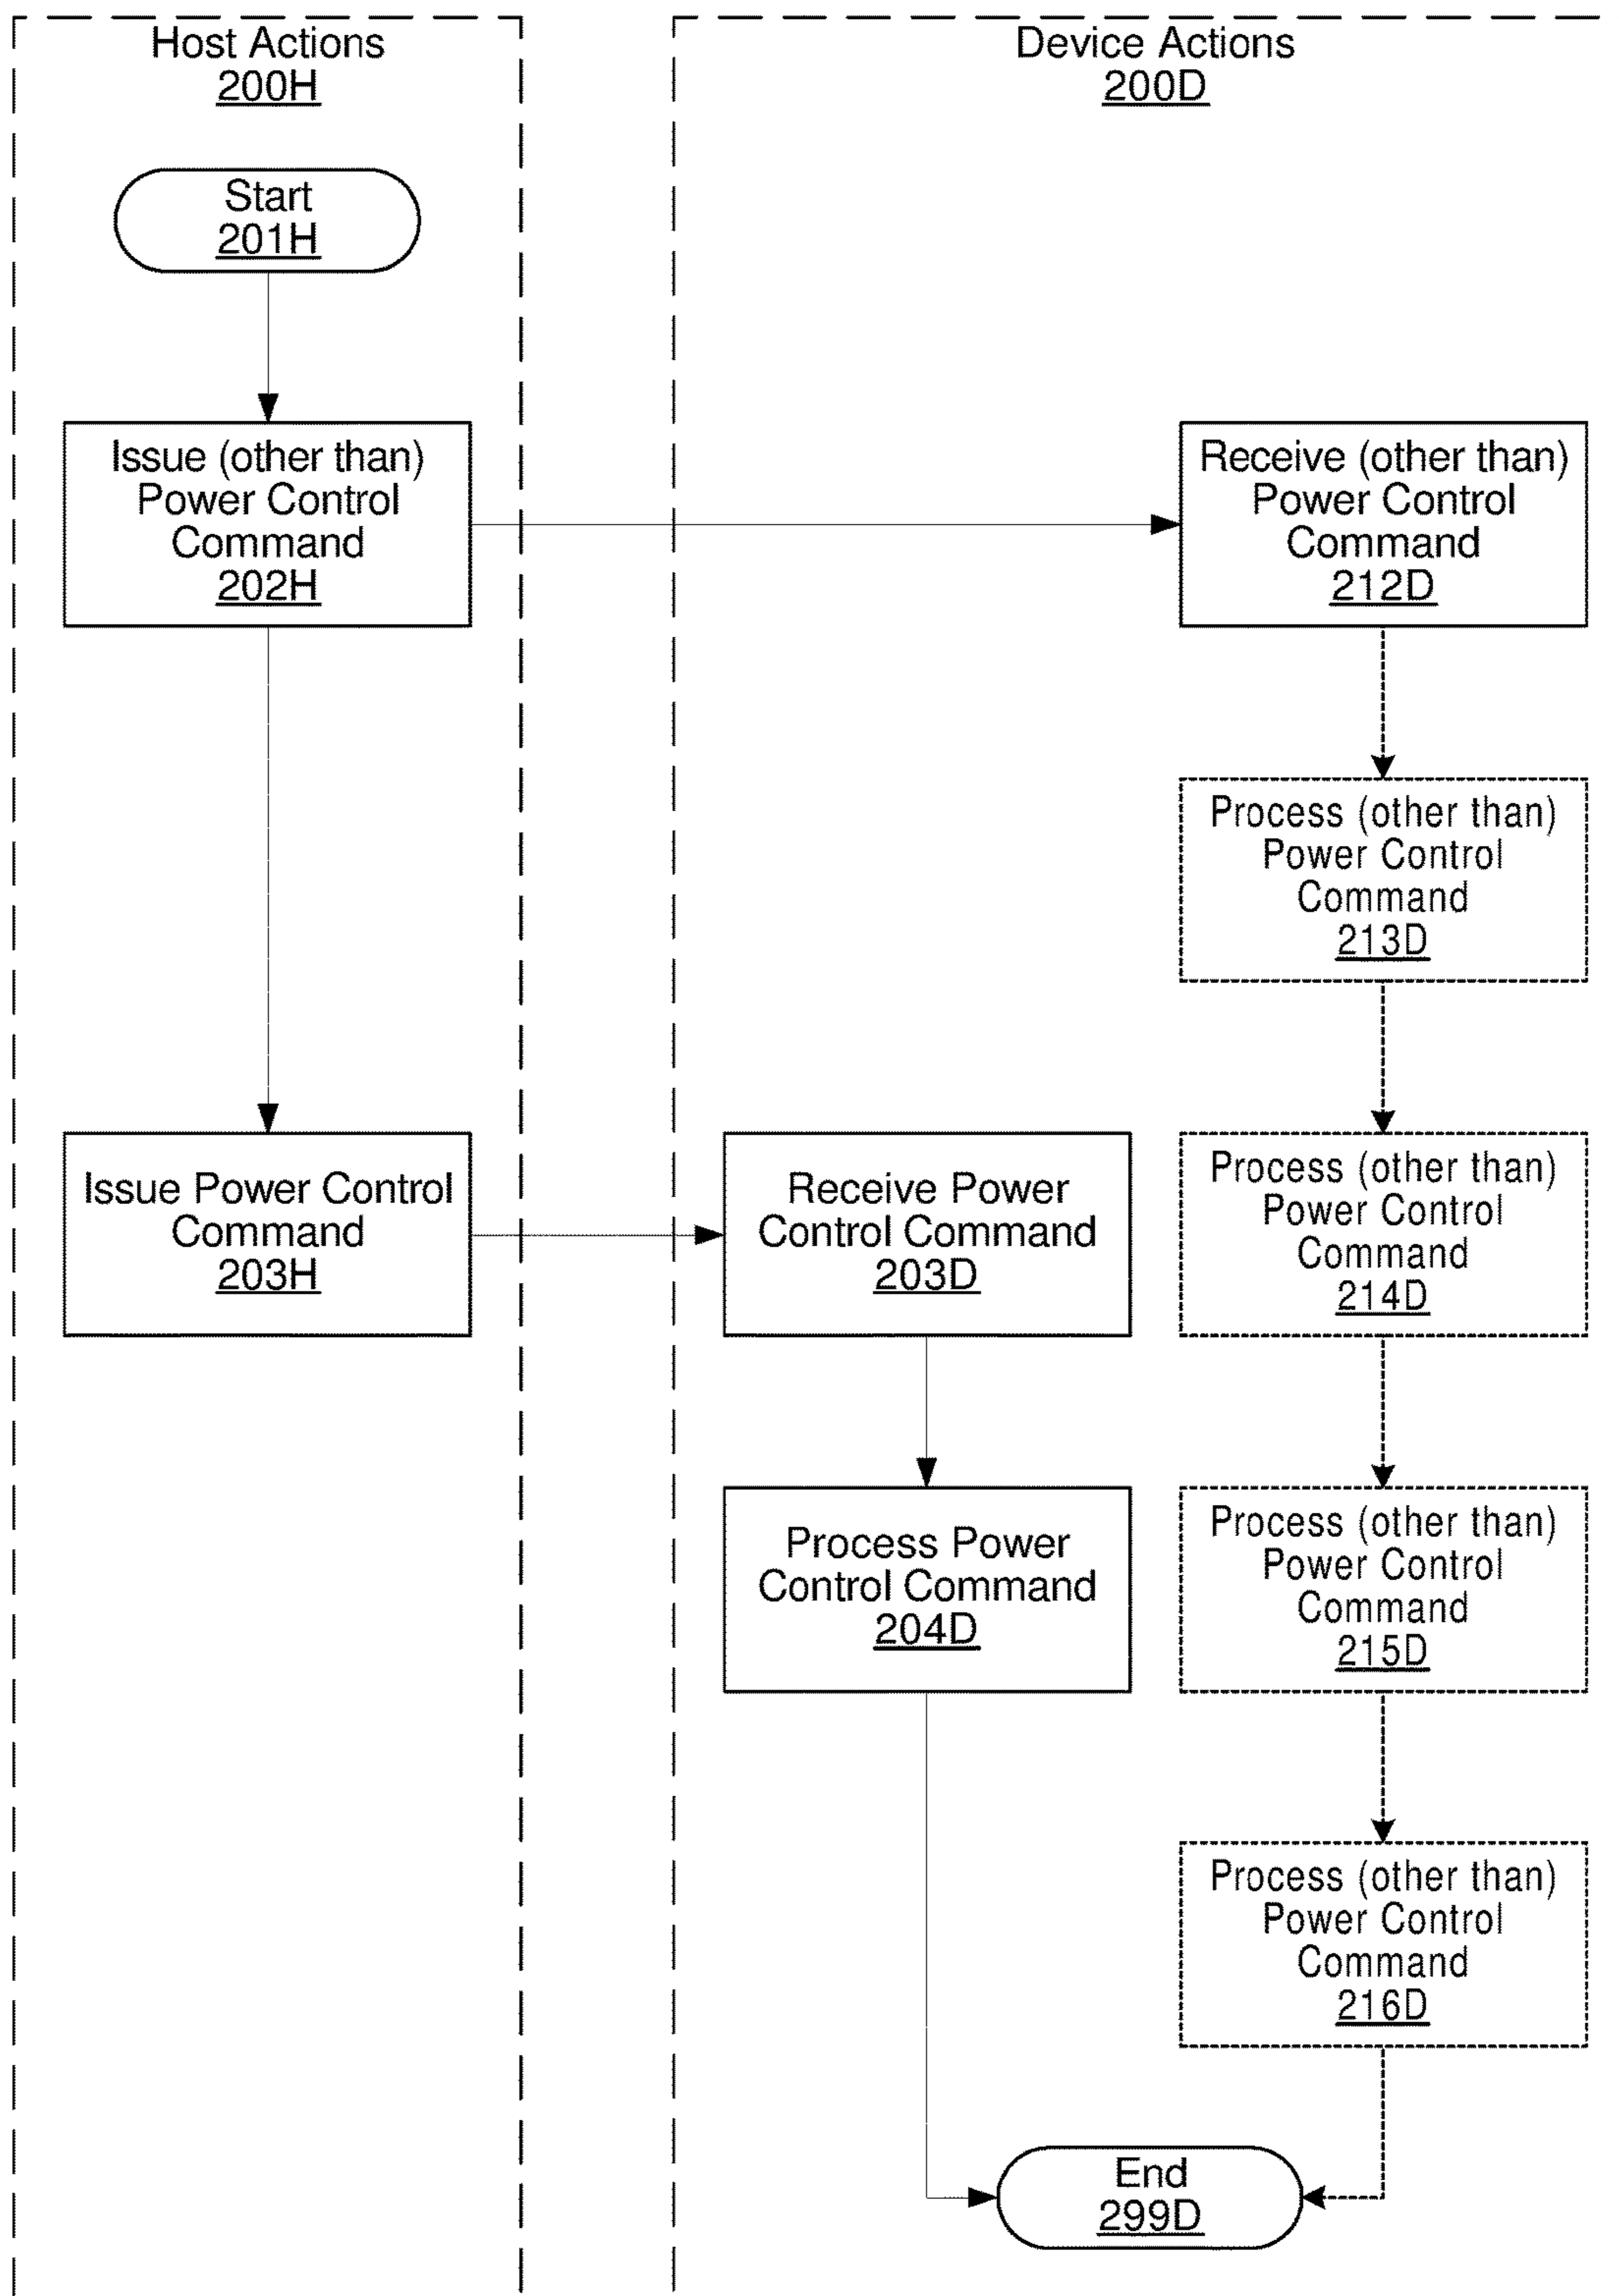 Host Actions
200H
Device Actions
200D
Start
201H
Issue (other than)
Power Control
Command
202H
Receive (other than)
Power Control
Command
212D
Process (other than)
Power Control
Command
213D
Issue Power Control
Command
203H
Receive Power
Control Command
203D
Process (other than)
Power Control
Command
214D
Process Power
Control Command
204D
Process (other than)
Power Control
Command
215D
Process (other than)
Power Control
Command
216D
End
299D